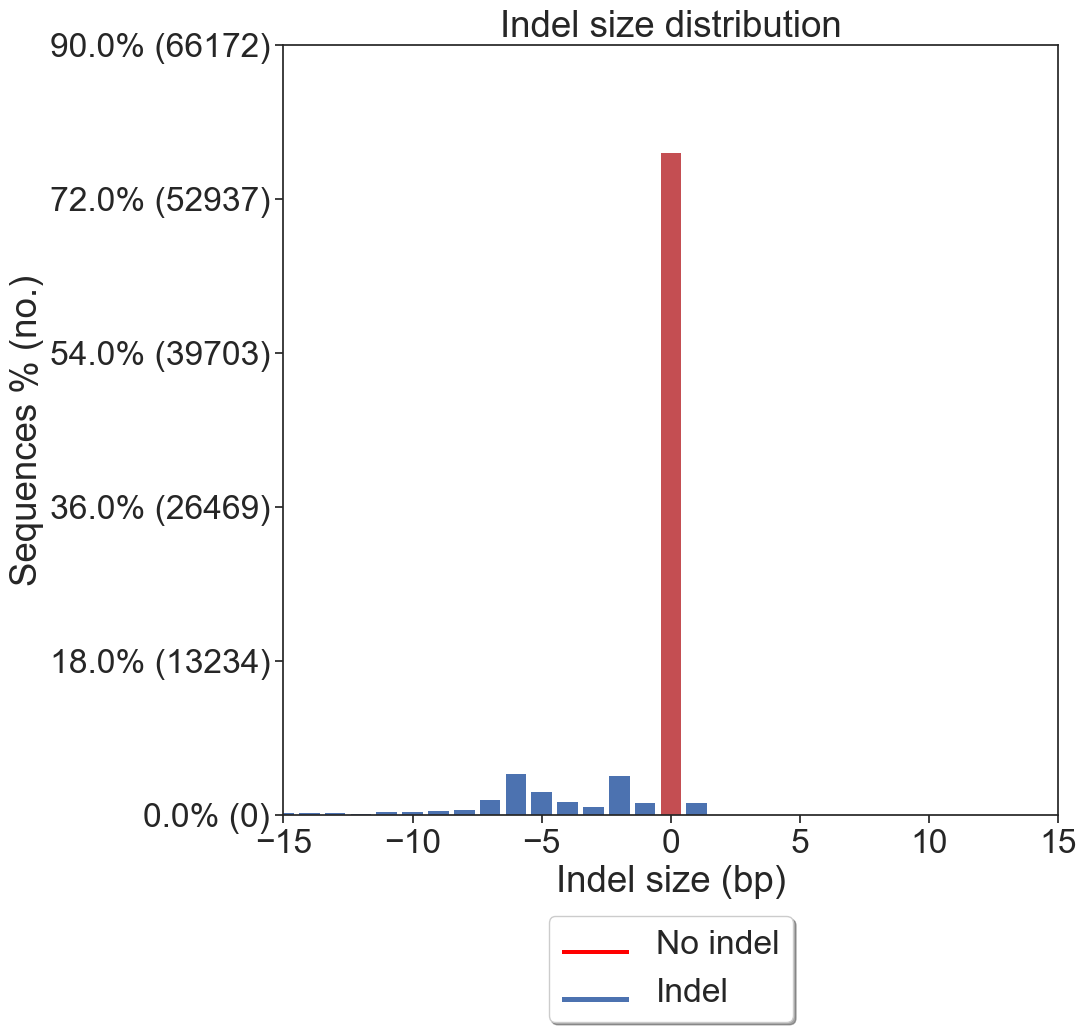 Indel size distribution
90.0% (66172)
72.0% (52937)
54.0% (39703)
36.0% (26469)
18.0% (13234)
0.0% (0)
Sequences % (no.)
−15 −10 −5 0 5 10 15
Indel size (bp)
No indel
Indel